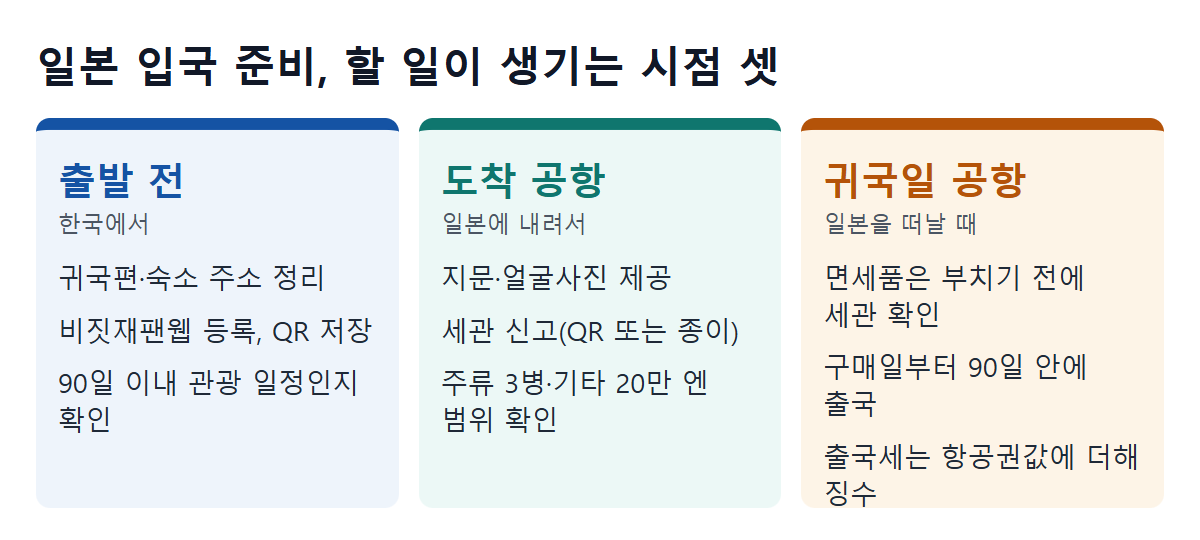 일본 입국 준비, 할 일이 생기는 시점 셋
출발 전
한국에서
귀국편·숙소 주소 정리
비짓재팬웹 등록, QR 저장
90일 이내 관광 일정인지
확인
도착 공항
일본에 내려서
지문·얼굴사진 제공
세관 신고(QR 또는 종이)
주류 3병·기타 20만 엔
범위 확인
귀국일 공항
일본을 떠날 때
면세품은 부치기 전에
세관 확인
구매일부터 90일 안에
출국
출국세는 항공권값에 더해
징수